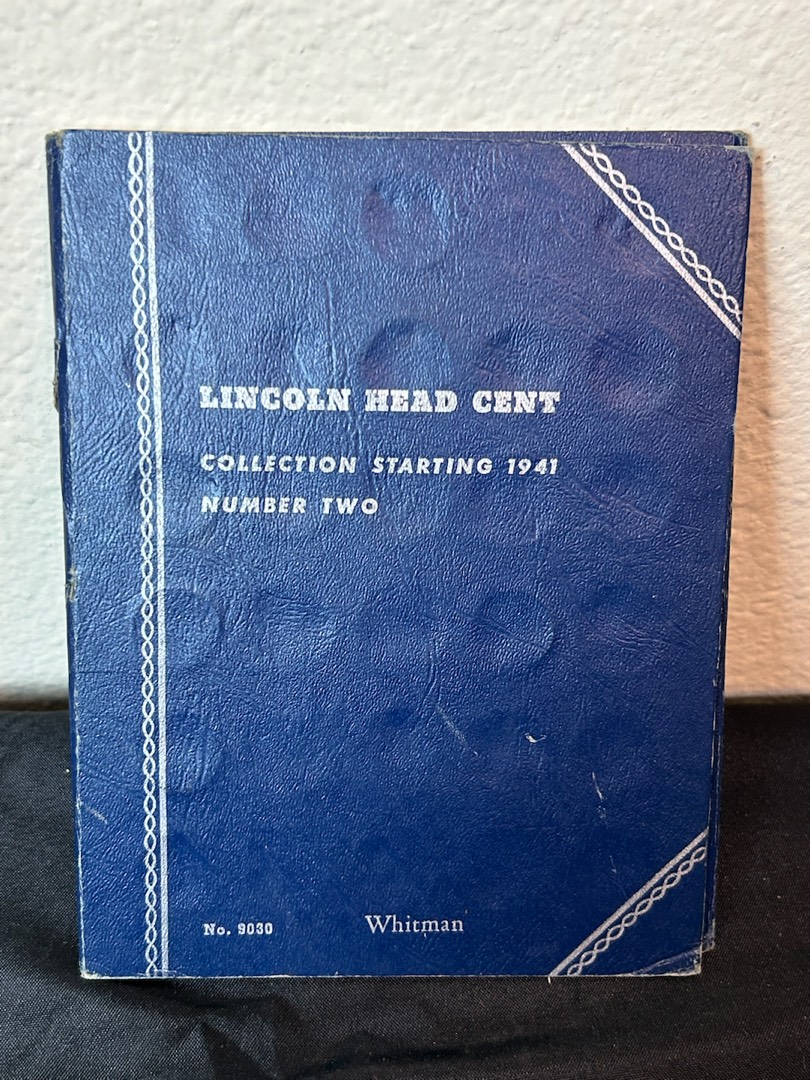 LINCOLN HEAD CENT
COLLECTION STARTING 1941
NUMBER TWO
No. 9030
Whitman